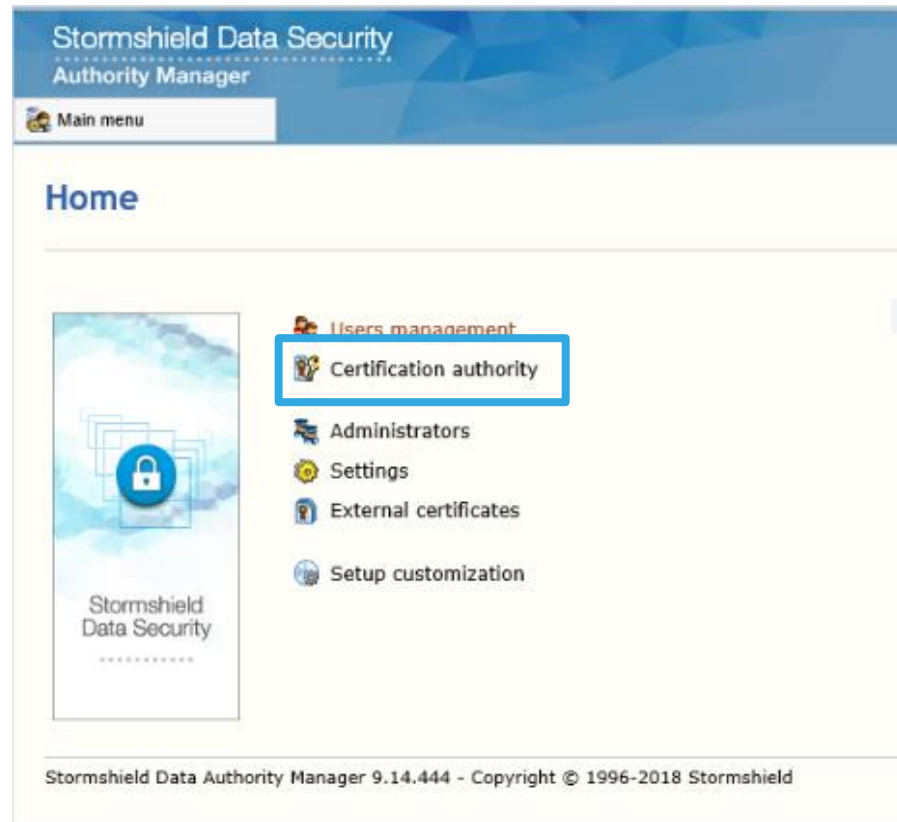 Stormshield Data Security
Authority Manager
Main menu
Home
Users management
Certification authority
Administrators
Settings
External certificates
Setup customization
Stormshield
Data Security
Stormshield Data Authority Manager 9.14.444 - Copyright © 1996-2018 Stormshield